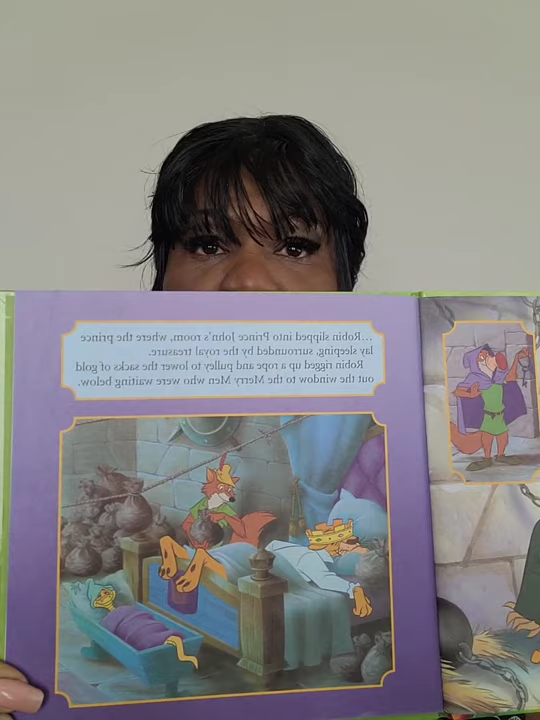 ...Robin slipped into Prince John's room, where the prince
lay sleeping, surrounded by the royal treasure.
Robin rigged up a rope and pulley to lower the sacks of gold
out the window to the Merry Men who were waiting below.